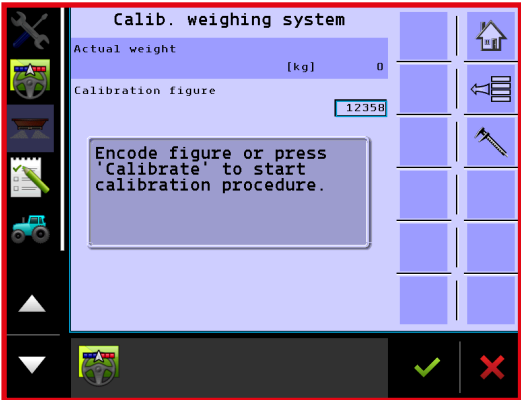 Calib. weighing system
Actual weight
[kg] 0
Calibration figure
12358
Encode figure or press
'Calibrate' to start
calibration procedure.